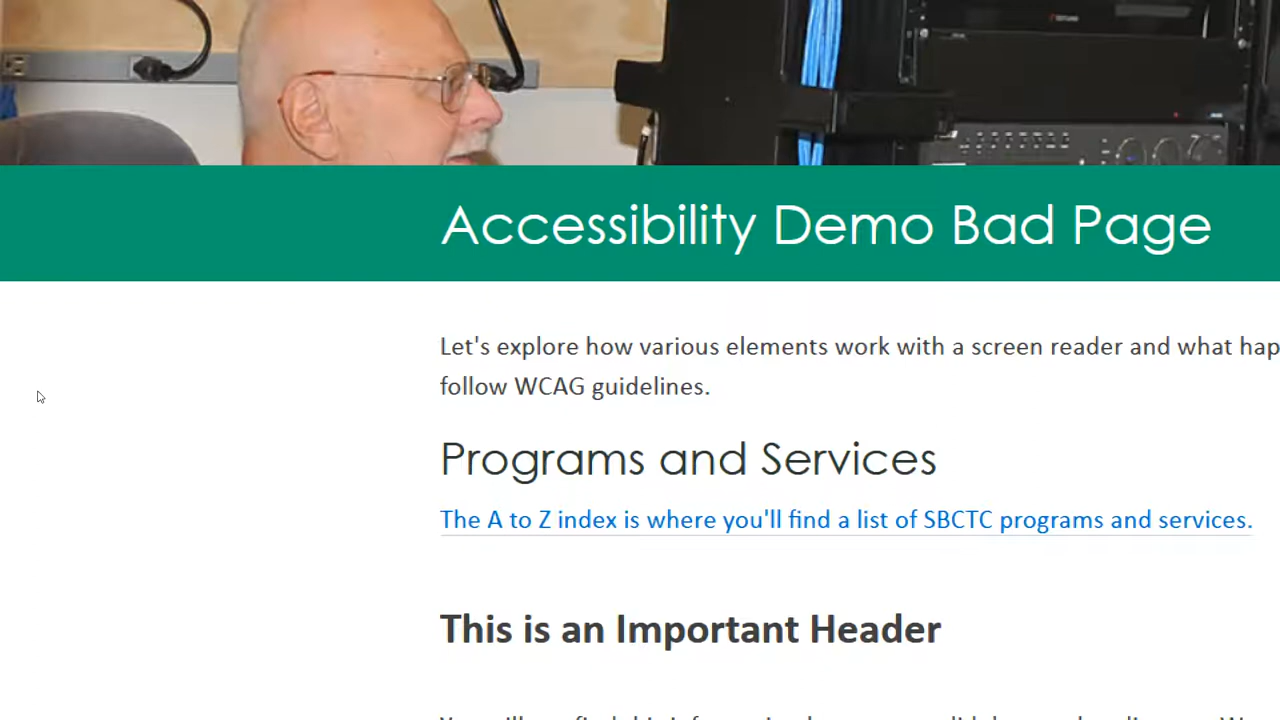 Accessibility Demo Bad Page
Let's explore how various elements work with a screen reader and what hap
follow WCAG guidelines.
Programs and Services
The A to Z index is where you'll find a list of SBCTC programs and services.
This is an Important Header